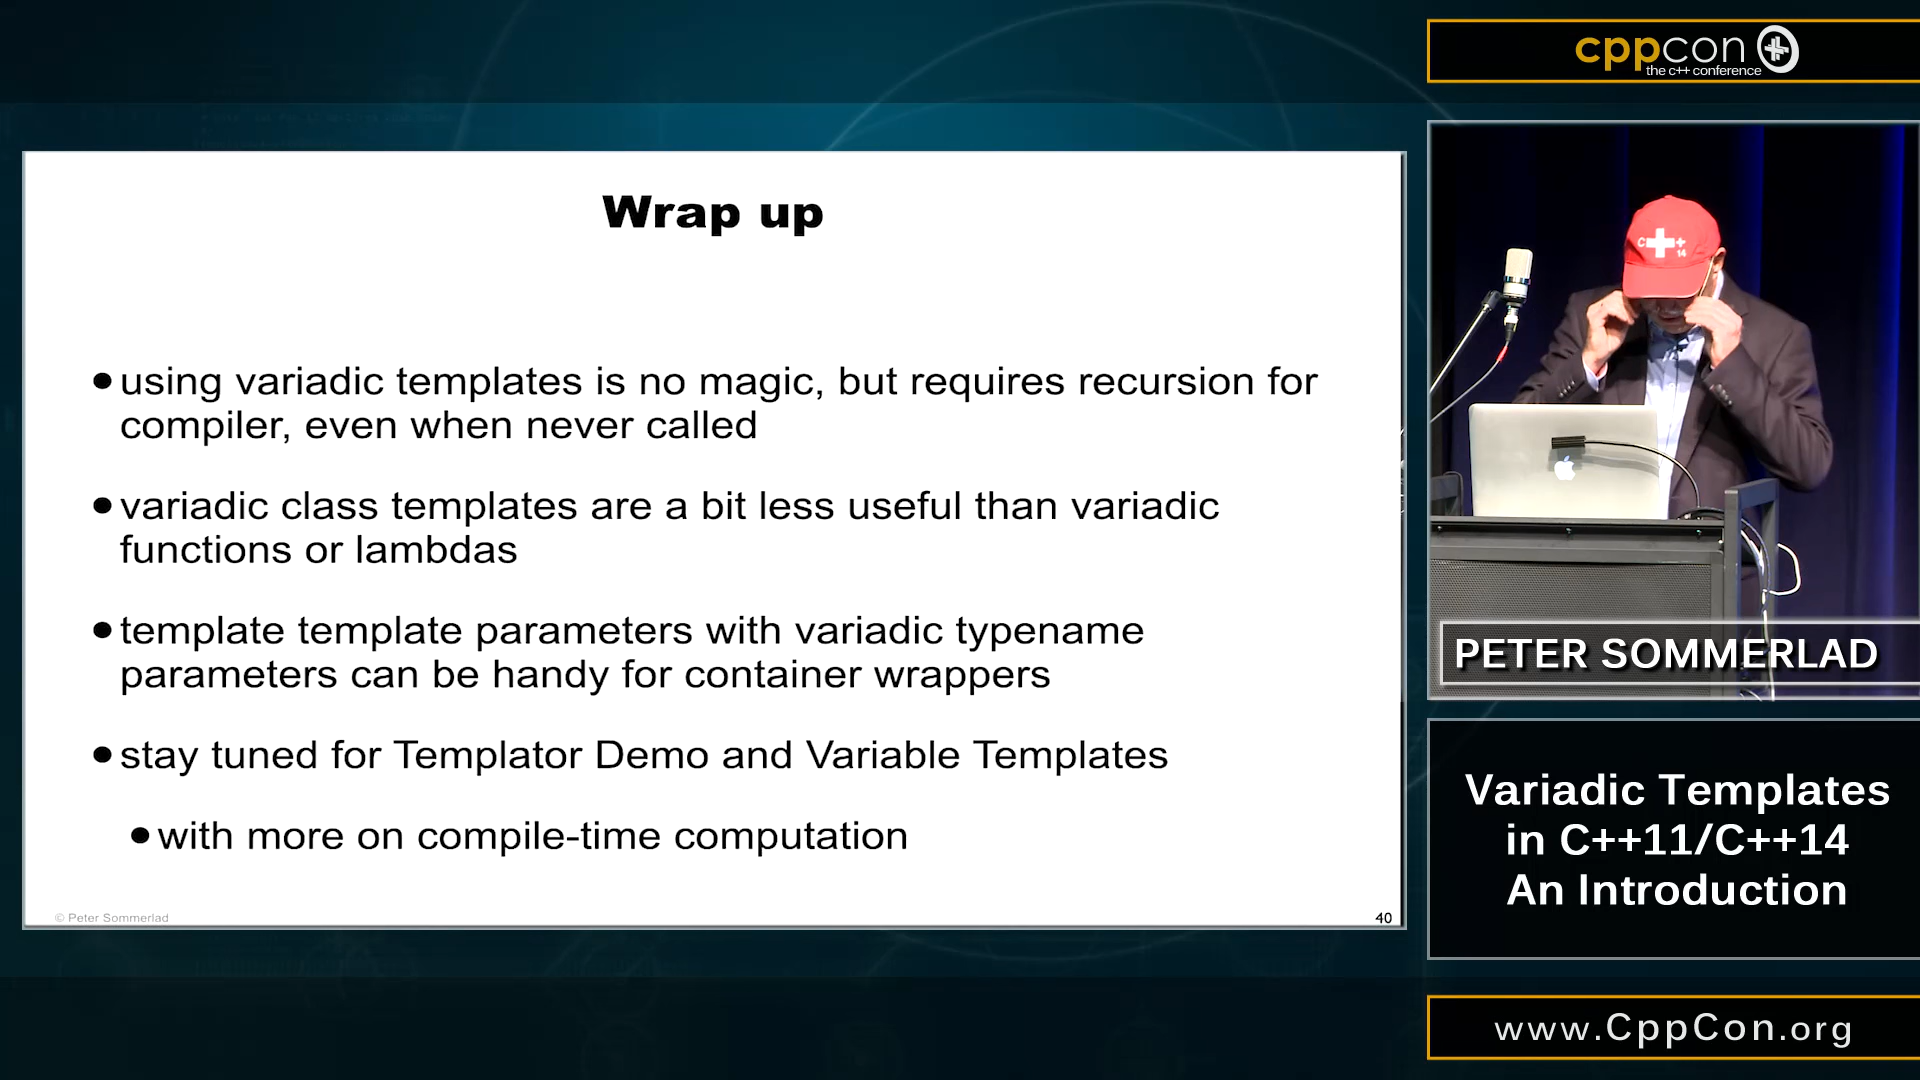 cppcon
the c++ conference
Wrap up
•using variadic templates is no magic, but requires recursion for
compiler, even when never called
•variadic class templates are a bit less useful than variadic
functions or lambdas
•template template parameters with variadic typename
parameters can be handy for container wrappers
•stay tuned for Templator Demo and Variable Templates
•with more on compile-time computation
© Peter Sommerlad
40
C++
14
PETER SOMMERLAD
Variadic Templates
in C++11/C++14
An Introduction
www.CppCon.org